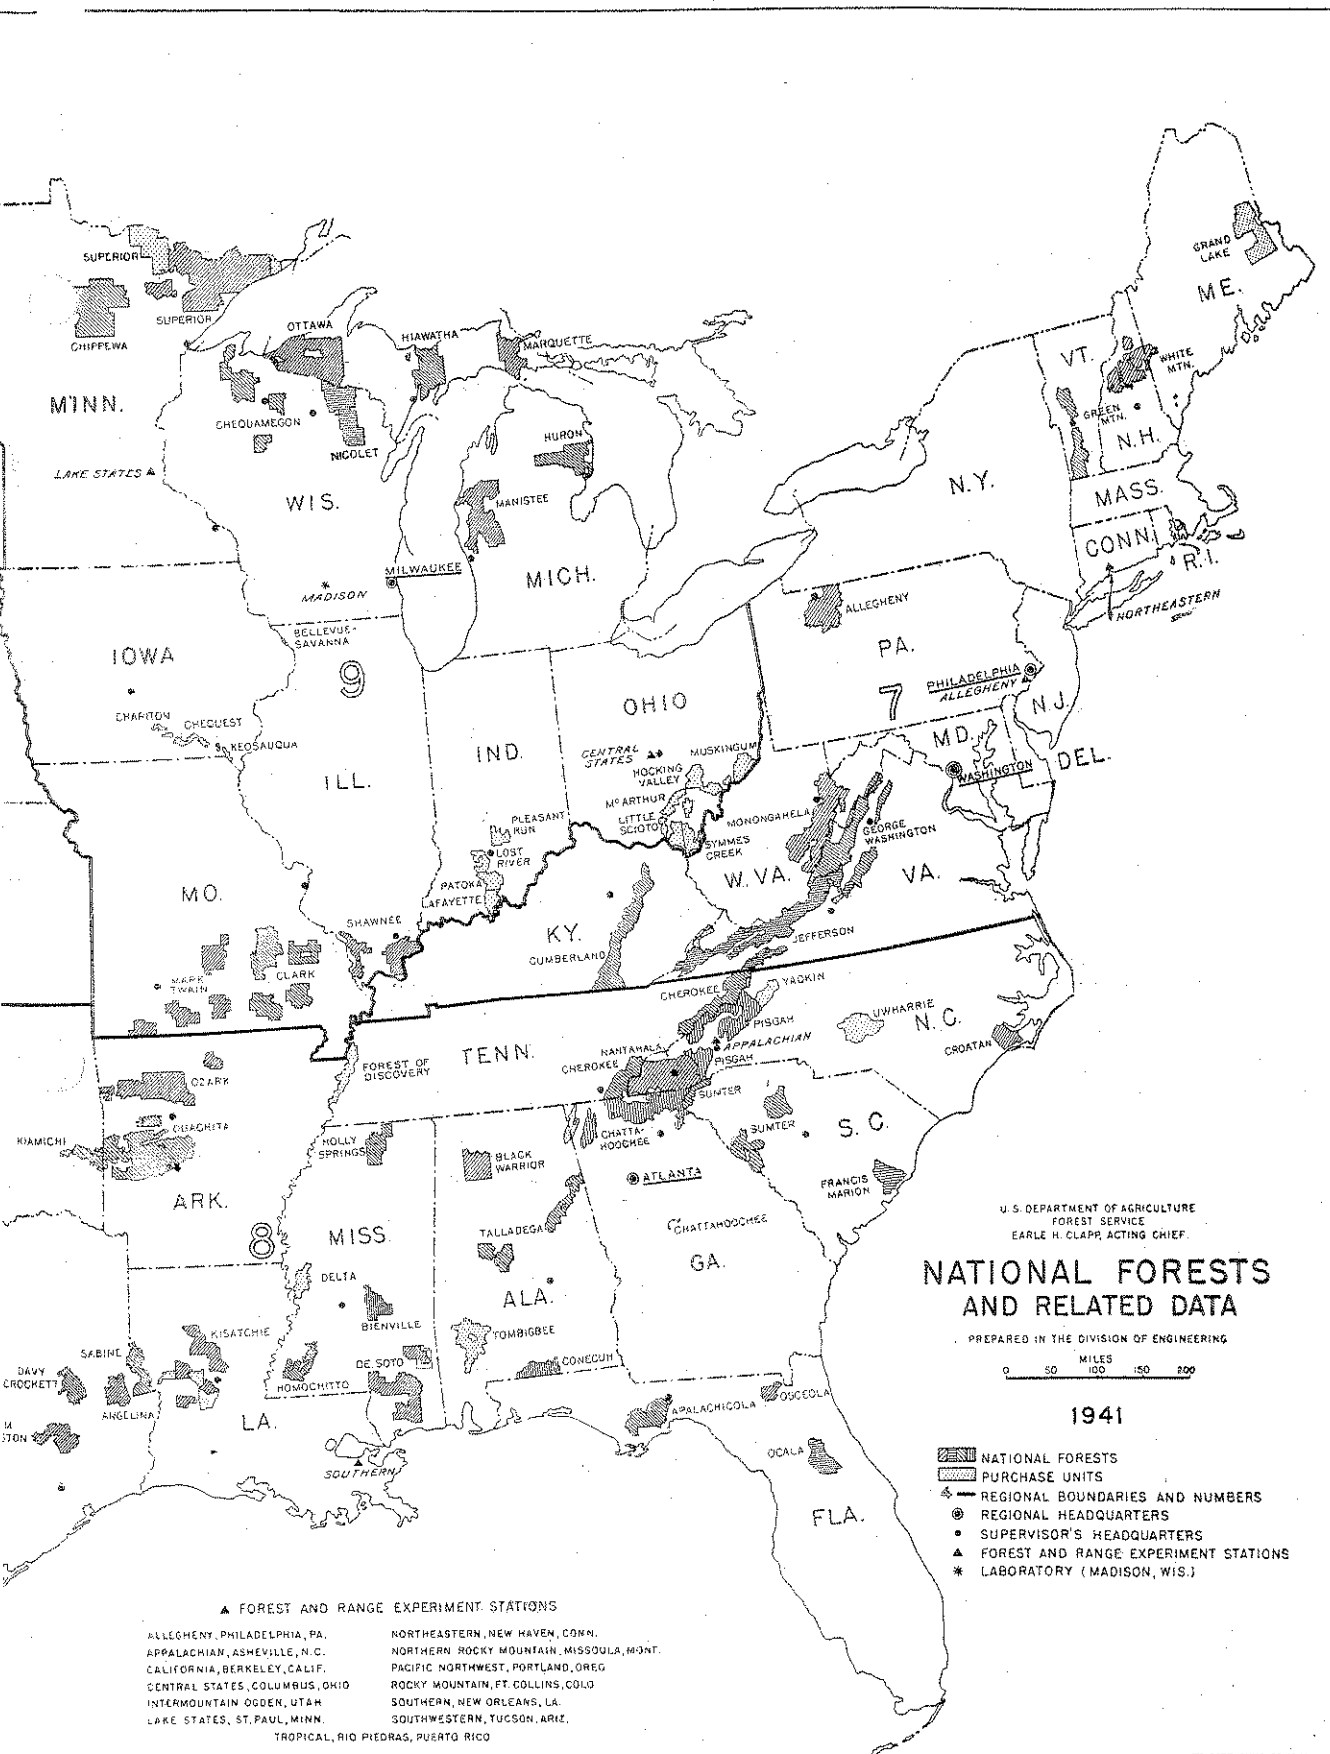 GRAND
LAKE
ME.
SUPERIOR
SUPERIOR
CHIPPEWA
OTTAWA
HIAWATHA
MARQUETTE
VT.
WHITE
MTN.
MINN.
CHEQUAMEGON
NICOLET
HURON
GREEN
MTN.
N.H.
LAKE STATES
WIS.
MANISTEE
N.Y.
MASS.
CONN.
R.I.
MILWAUKEE
MADISON
MICH.
ALLEGHENY
NORTHEASTERN
BELLEVUE-
SAVANNA
IOWA
9
PA.
PHILADELPHIA
ALLEGHENY
7
N.J.
OHIO
CHARITON
CHEQUEST
KEOSAUQUA
IND.
CENTRAL
STATES
MUSKINGUM
HOCKING
VALLEY
MD.
WASHINGTON
DEL.
ILL.
McARTHUR
LITTLE
SCIOTO
SYMMES
CREEK
MONONGAHELA
GEORGE
WASHINGTON
PLEASANT
RUN
LOST
RIVER
PATOKA
LAFAYETTE
W.VA.
VA.
MO.
SHAWNEE
KY.
CUMBERLAND
JEFFERSON
MARK
TWAIN
CLARK
CHEROKEE
YADKIN
PISGAH
UWHARRIE
N.C.
CROATAN
TENN.
APPALACHIAN
NANTAHALA
CHEROKEE
PISGAH
FOREST OF
DISCOVERY
OZARK
SUMTER
OUACHITA
KIAMICHI
HOLLY
SPRINGS
CHATTA-
HOOCHEE
SUMTER
S.C.
BLACK
WARRIOR
ATLANTA
FRANCIS
MARION
ARK.
8
MISS.
TALLADEGA
CHATTAHOOCHEE
GA.
DELTA
ALA.
BIENVILLE
TOMBIGBEE
KISATCHIE
SABINE
DAVY
CROCKETT
DE SOTO
CONECUH
HOMOCHITTO
ANGELINA
M
STON
LA.
APALACHICOLA
OSCEOLA
OCALA
SOUTHERN
FLA.
U.S. DEPARTMENT OF AGRICULTURE
FOREST SERVICE
EARLE H. CLAPP, ACTING CHIEF.
NATIONAL FORESTS
AND RELATED DATA
PREPARED IN THE DIVISION OF ENGINEERING
MILES
0 50 100 150 200
1941
NATIONAL FORESTS
PURCHASE UNITS
REGIONAL BOUNDARIES AND NUMBERS
REGIONAL HEADQUARTERS
SUPERVISOR'S HEADQUARTERS
FOREST AND RANGE EXPERIMENT STATIONS
LABORATORY (MADISON, WIS.)
FOREST AND RANGE EXPERIMENT STATIONS
ALLEGHENY, PHILADELPHIA, PA.
APPALACHIAN, ASHEVILLE, N.C.
CALIFORNIA, BERKELEY, CALIF.
CENTRAL STATES, COLUMBUS, OHIO
INTERMOUNTAIN OGDEN, UTAH
LAKE STATES, ST. PAUL, MINN.
NORTHEASTERN, NEW HAVEN, CONN.
NORTHERN ROCKY MOUNTAIN, MISSOULA, MONT.
PACIFIC NORTHWEST, PORTLAND, OREG
ROCKY MOUNTAIN, FT. COLLINS, COLO
SOUTHERN, NEW ORLEANS, LA.
SOUTHWESTERN, TUCSON, ARIZ.
TROPICAL, RIO PIEDRAS, PUERTO RICO